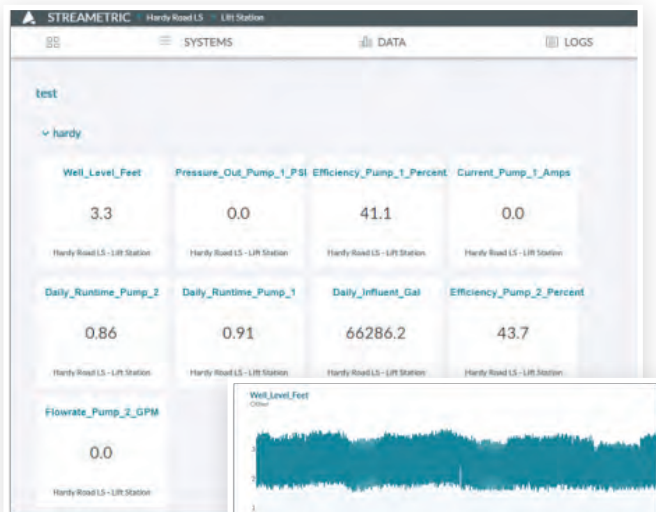 STREAMETRIC Hardy Road LS Lift Station
SYSTEMS DATA LOGS
test
hardy
Well_Level_Feet Pressure_Out_Pump_1_PSI Efficiency_Pump_1_Percent Current_Pump_1_Amps
3.3 0.0 41.1 0.0
Hardy Road LS - Lift Station Hardy Road LS - Lift Station Hardy Road LS - Lift Station Hardy Road LS - Lift Station
Daily_Runtime_Pump_2 Daily_Runtime_Pump_1 Daily_Influent_Gal Efficiency_Pump_2_Percent
0.86 0.91 66286.2 43.7
Hardy Road LS - Lift Station Hardy Road LS - Lift Station Hardy Road LS - Lift Station Hardy Road LS - Lift Station
Flowrate_Pump_2_GPM
0.0
Hardy Road LS - Lift Station
Well_Level_Feet
Other
3
2
1